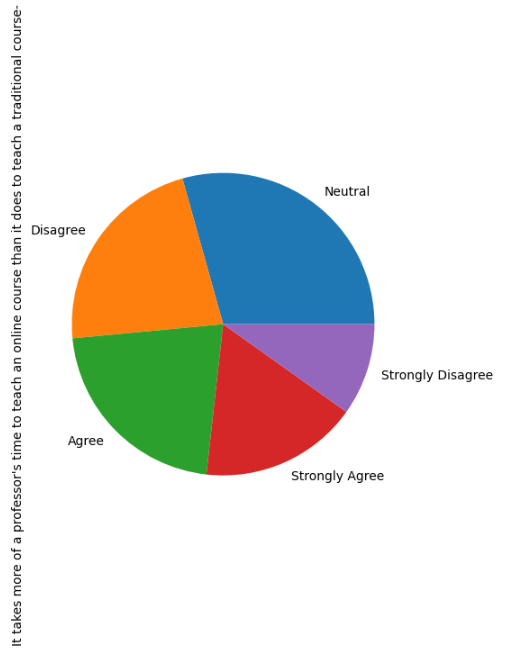 It takes more of a professor's time to teach an online course than it does to teach a traditional course-
Neutral
Disagree
Agree
Strongly Agree
Strongly Disagree